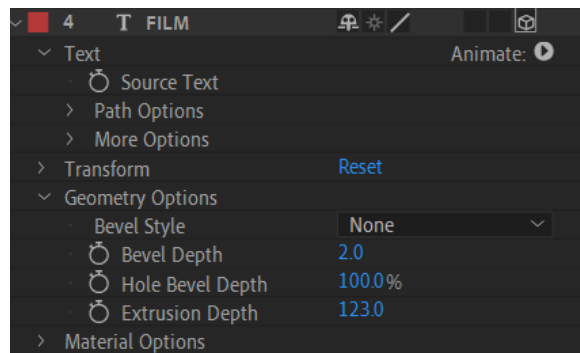 4 T FILM
Text Animate:
Source Text
Path Options
More Options
Transform Reset
Geometry Options
Bevel Style None
Bevel Depth 2.0
Hole Bevel Depth 100.0%
Extrusion Depth 123.0
Material Options